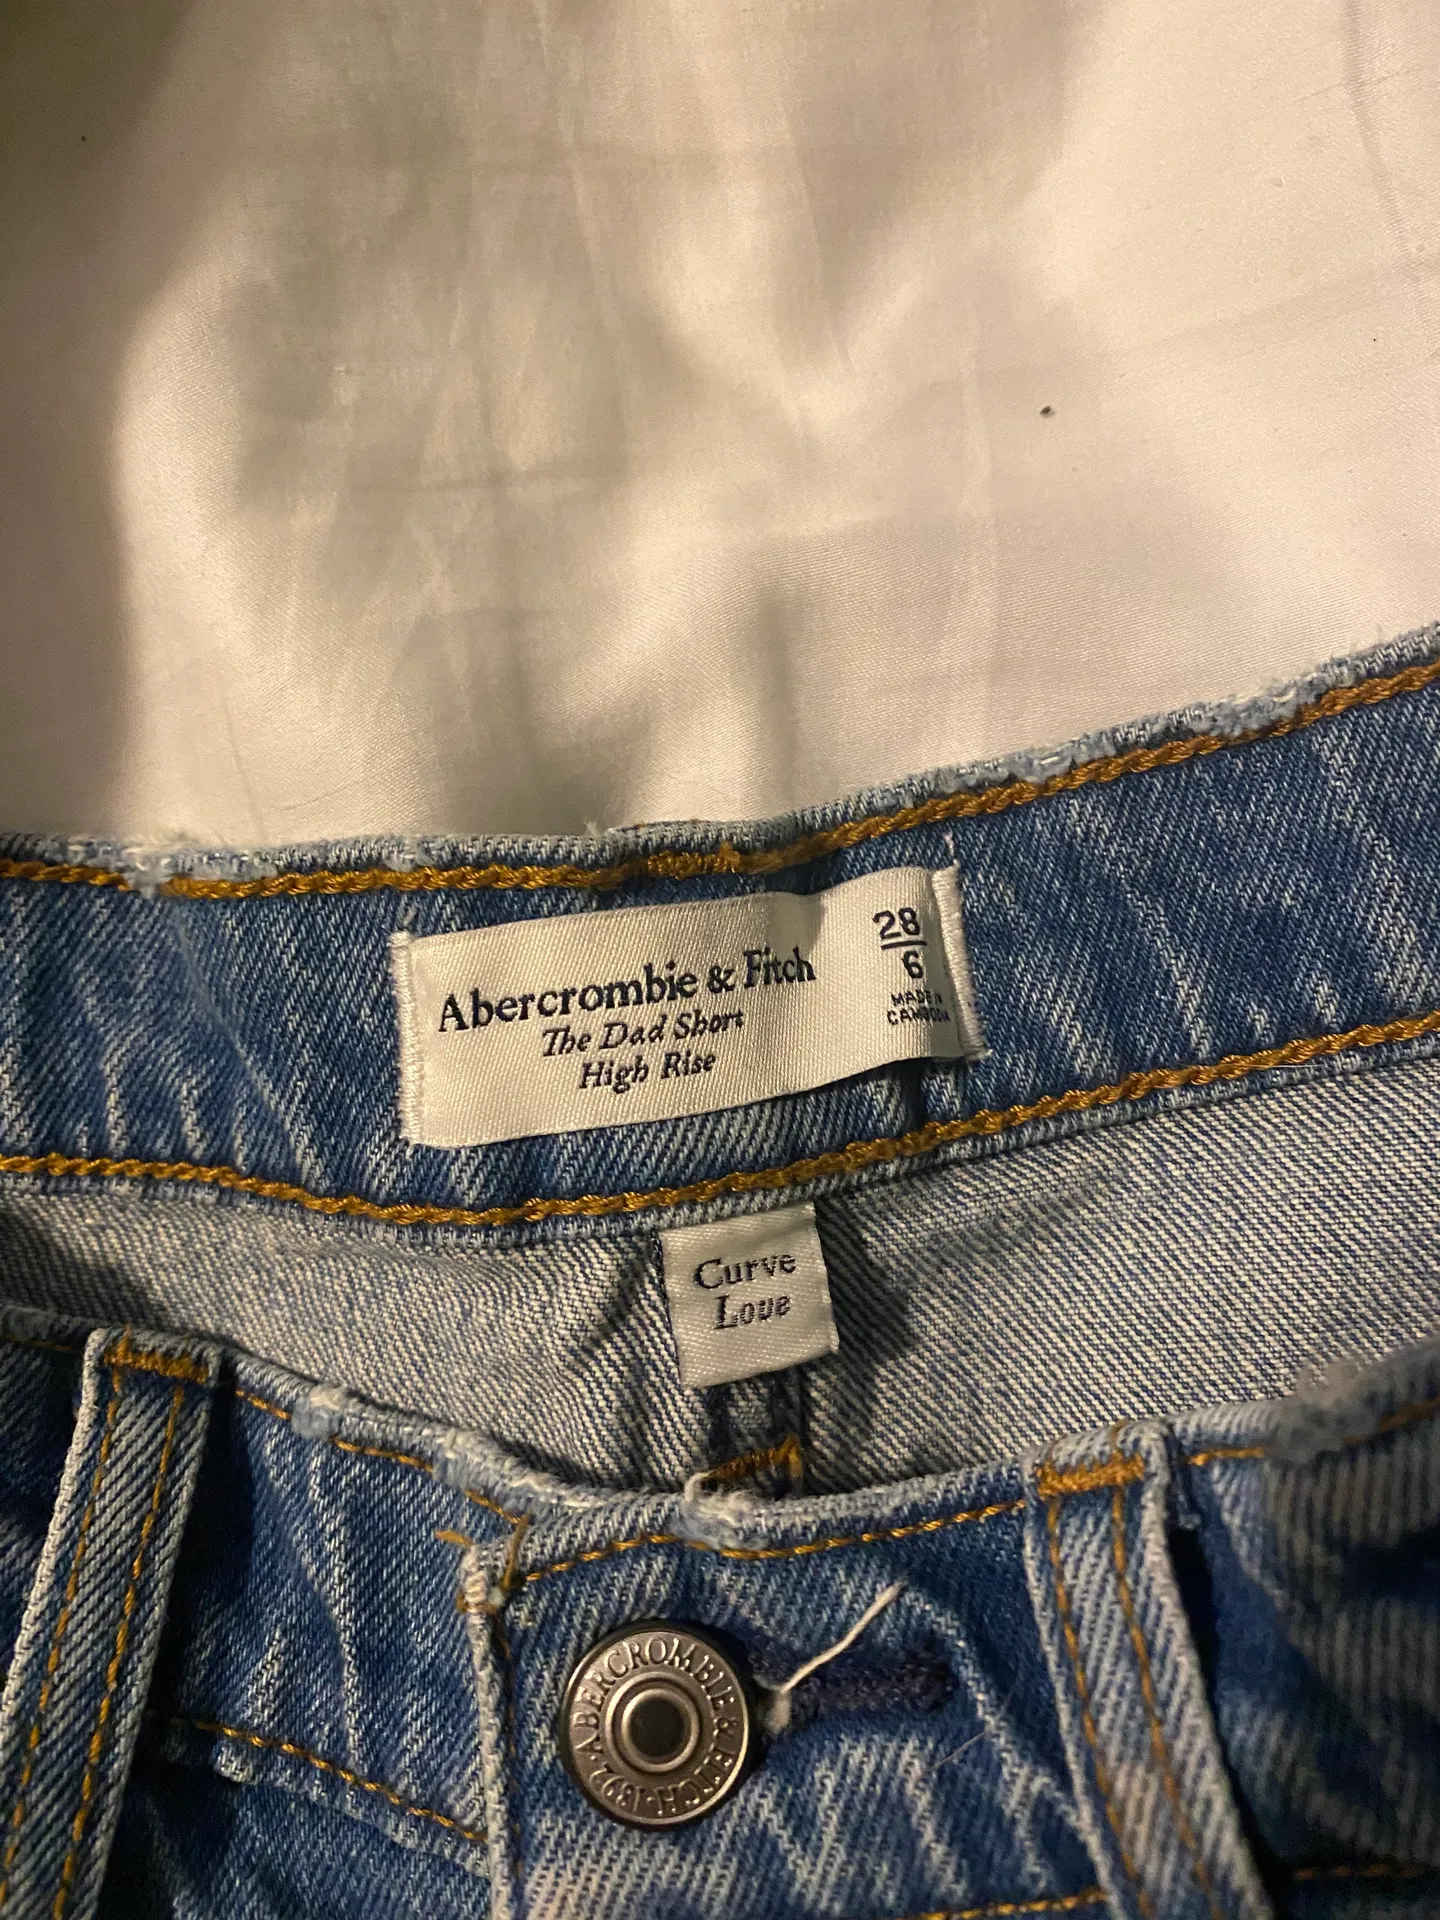 Abercrombie & Fitch
The Dad Short
High Rise
28
6
MADE IN
CAMBODIA
Curve
Love
ABERCROMBIE & FITCH · 1892 ·